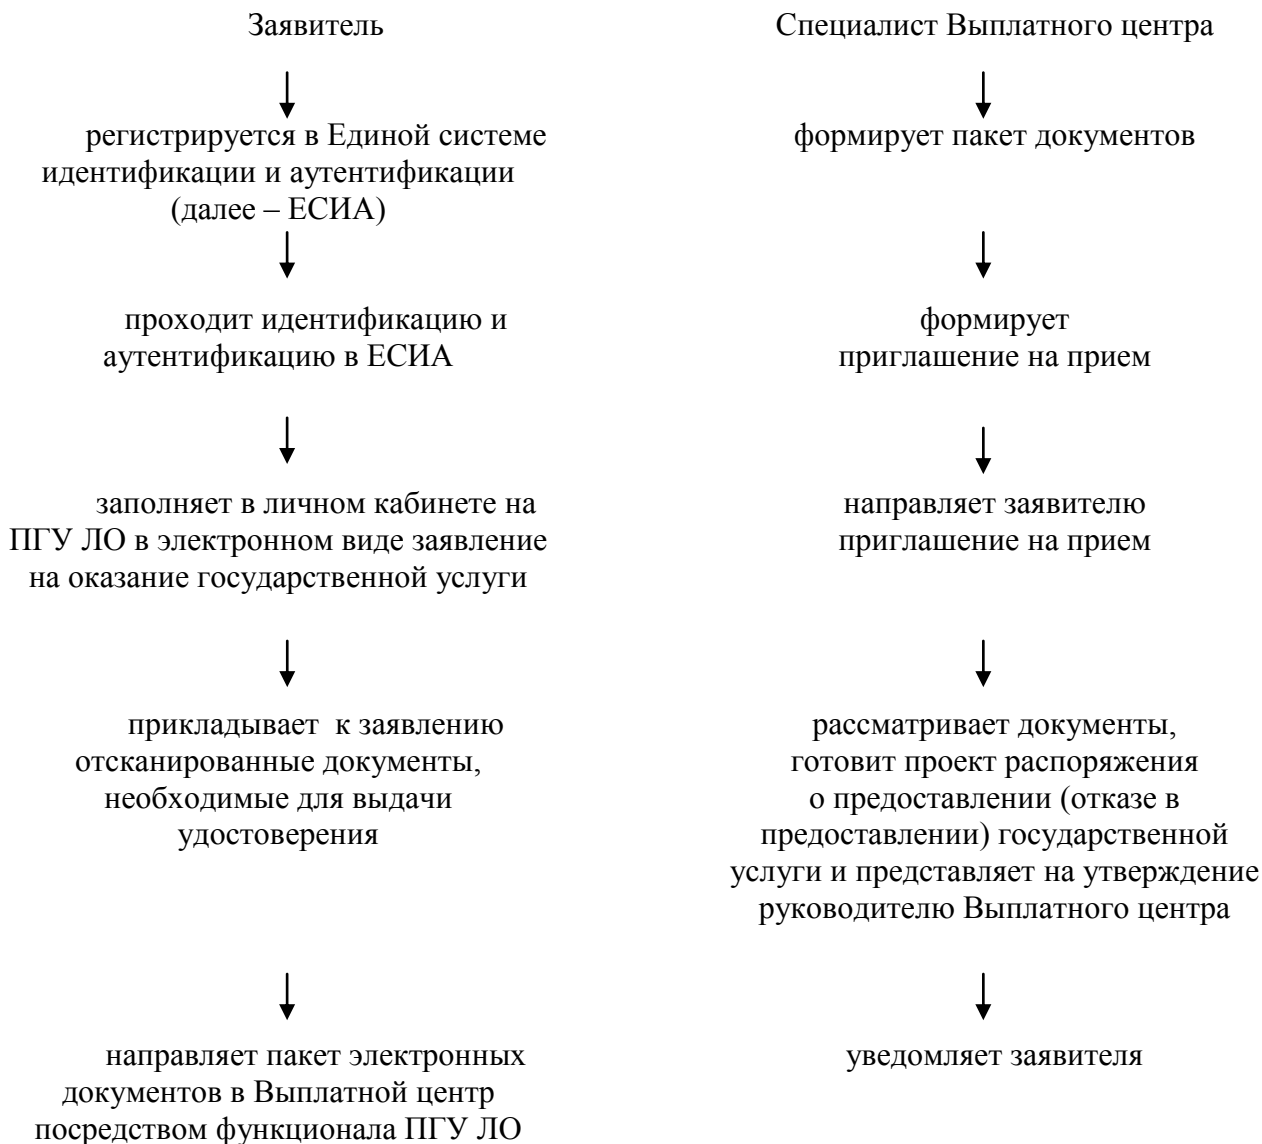 Заявитель
регистрируется в Единой системе
идентификации и аутентификации
(далее – ЕСИА)
проходит идентификацию и
аутентификацию в ЕСИА
заполняет в личном кабинете на
ПГУ ЛО в электронном виде заявление
на оказание государственной услуги
прикладывает к заявлению
отсканированные документы,
необходимые для выдачи
удостоверения
направляет пакет электронных
документов в Выплатной центр
посредством функционала ПГУ ЛО
Специалист Выплатного центра
формирует пакет документов
формирует
приглашение на прием
направляет заявителю
приглашение на прием
рассматривает документы,
готовит проект распоряжения
о предоставлении (отказе в
предоставлении) государственной
услуги и представляет на утверждение
руководителю Выплатного центра
уведомляет заявителя